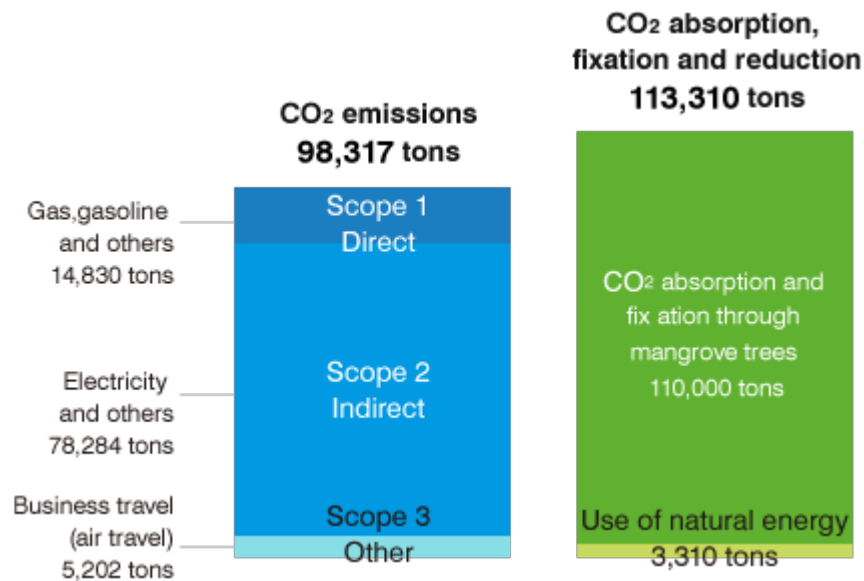 CO2 emissions
98,317 tons
Gas,gasoline
and others
14,830 tons
Scope 1
Direct
Electricity
and others
78,284 tons
Scope 2
Indirect
Business travel
(air travel)
5,202 tons
Scope 3
Other
CO2 absorption,
fixation and reduction
113,310 tons
CO2 absorption and
fix ation through
mangrove trees
110,000 tons
Use of natural energy
3,310 tons